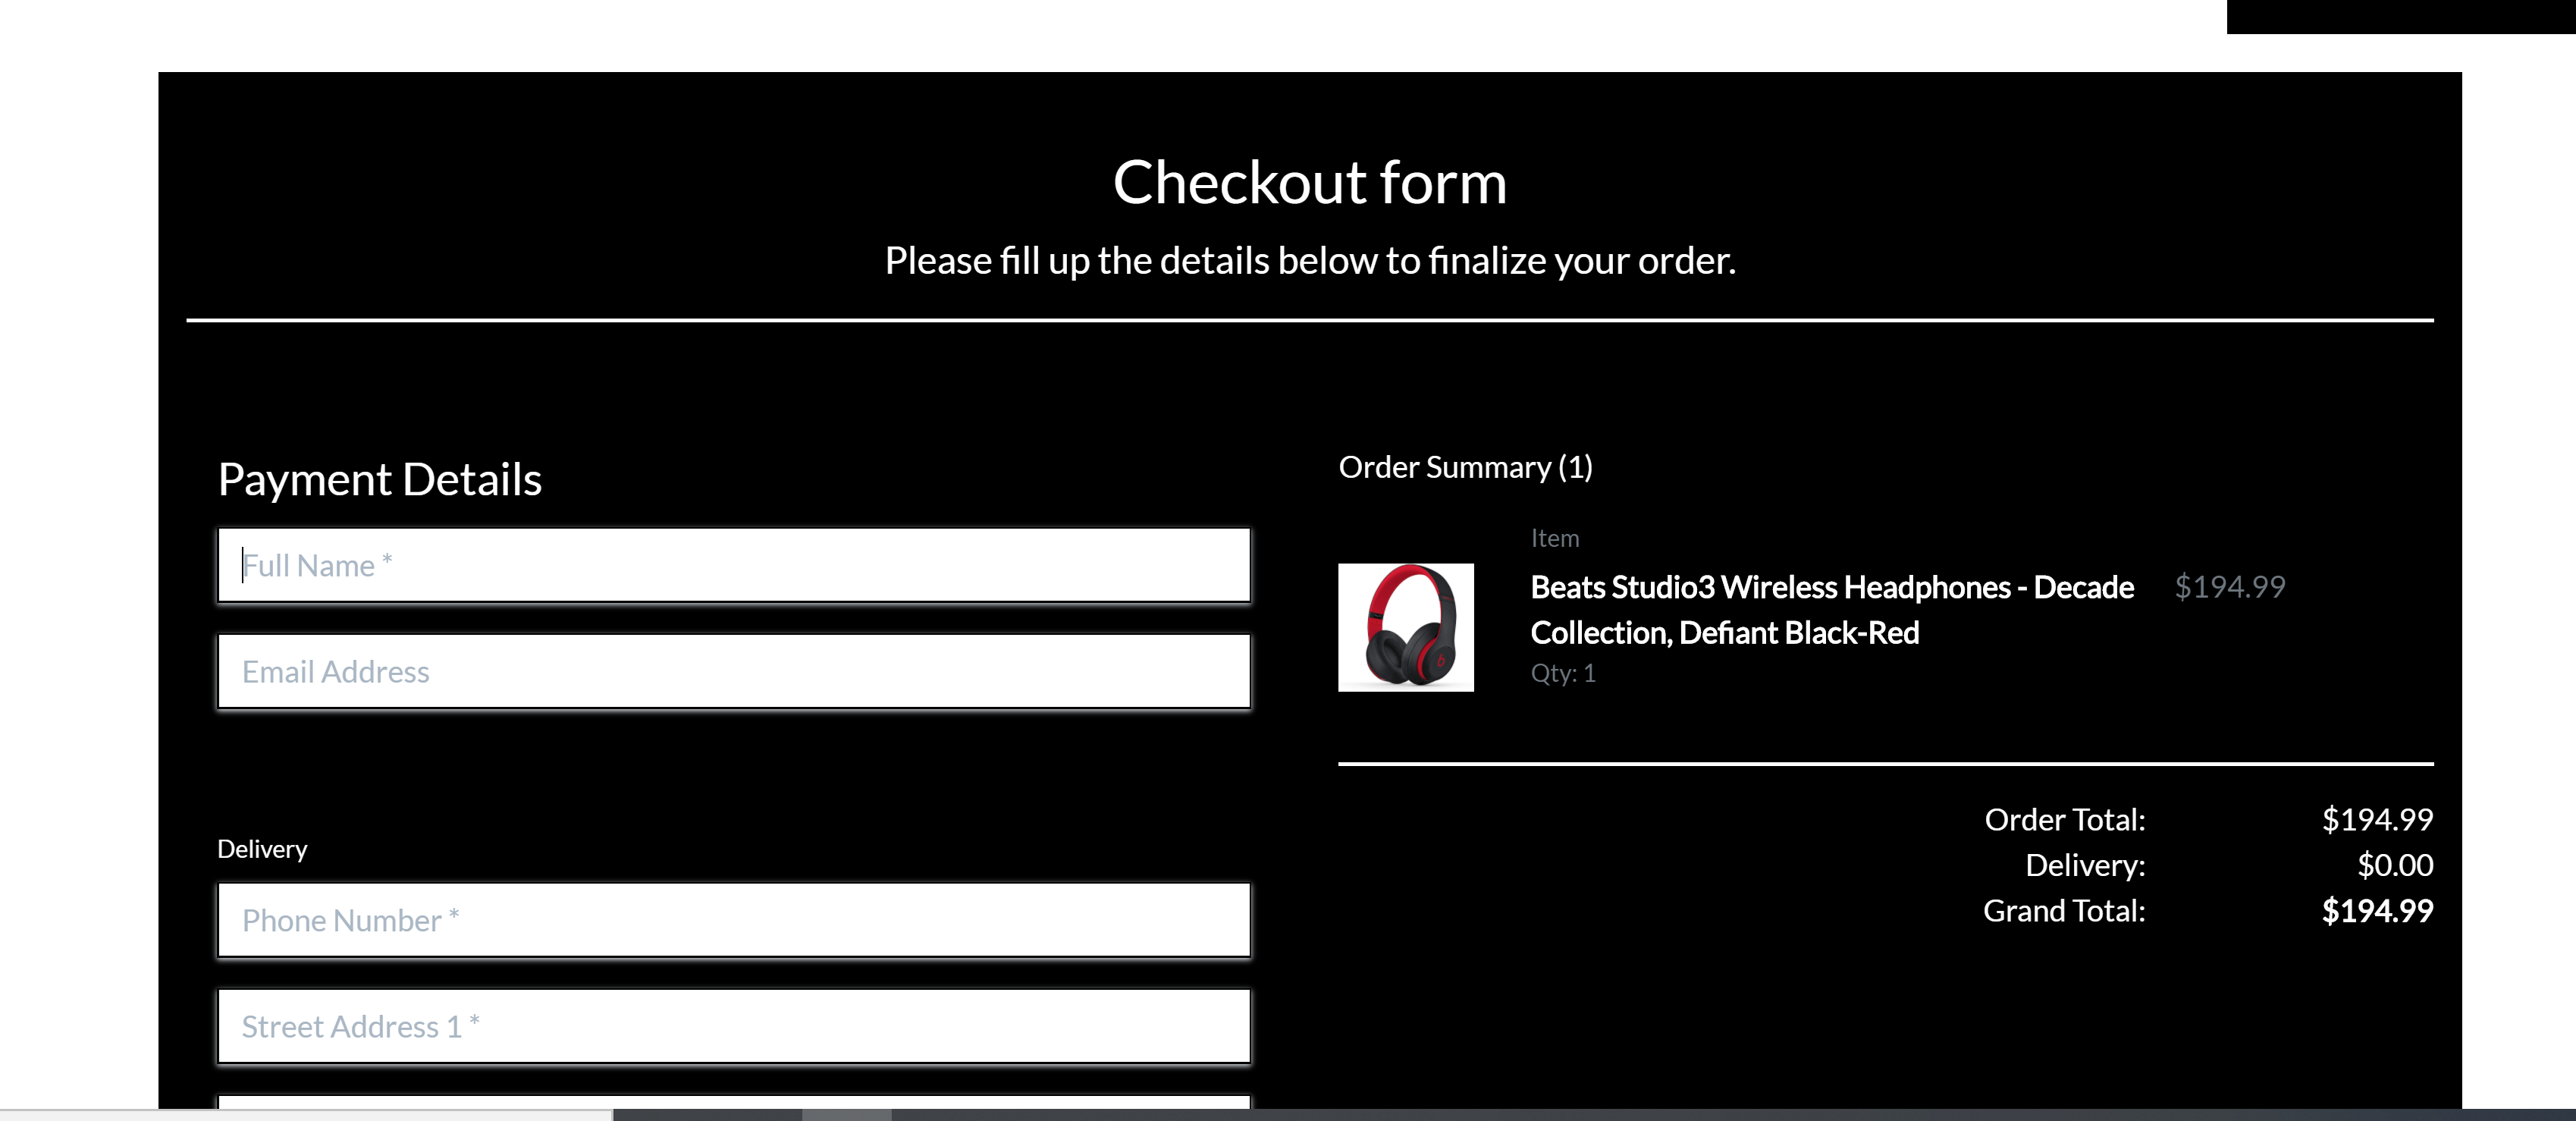 Checkout form
Please fill up the details below to finalize your order.
Payment Details
Full Name *
Email Address
Delivery
Phone Number *
Street Address 1 *
Order Summary (1)
Item
Beats Studio3 Wireless Headphones - Decade
$194.99
Collection, Defiant Black-Red
Qty: 1
Order Total: $194.99
Delivery: $0.00
Grand Total: $194.99